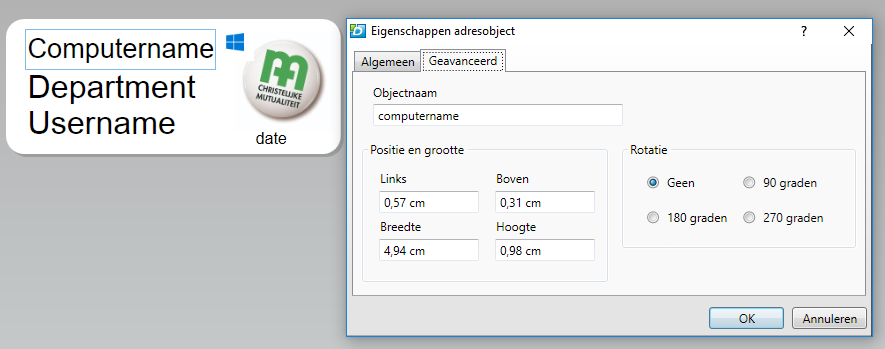 Computername
Department
Username
CHRISTELIJKE
MUTUALITEIT
date
Eigenschappen adresobject
?
Algemeen
Geavanceerd
Objectnaam
computername
Positie en grootte
Links
Boven
0,57 cm
0,31 cm
Breedte
Hoogte
4,94 cm
0,98 cm
Rotatie
Geen
90 graden
180 graden
270 graden
OK
Annuleren